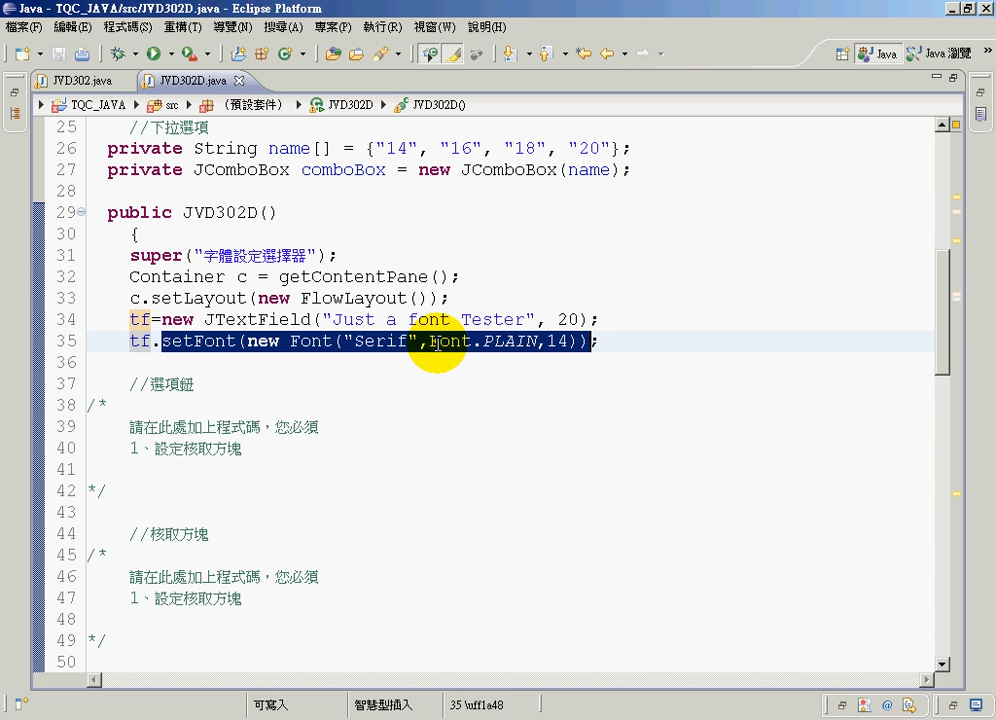 Java - TQC_JAVA/src/JVD302D.java - Eclipse Platform
檔案(F) 編輯(E) 程式碼(S) 重構(T) 導覽(N) 搜尋(A) 專案(P) 執行(R) 視窗(W) 說明(H)
Java Java 瀏覽 »
JVD302.java JVD302D.java
TQC_JAVA src (預設套件) JVD302D JVD302D()
25 //下拉選項
26 private String name[] = {"14", "16", "18", "20"};
27 private JComboBox comboBox = new JComboBox(name);
28
29 public JVD302D()
30 {
31 super("字體設定選擇器");
32 Container c = getContentPane();
33 c.setLayout(new FlowLayout());
34 tf=new JTextField("Just a font Tester", 20);
35 tf.setFont(new Font("Serif",Font.PLAIN,14));
36
37 //選項鈕
38 /*
39 請在此處加上程式碼，您必須
40 1、設定核取方塊
41
42 */
43
44 //核取方塊
45 /*
46 請在此處加上程式碼，您必須
47 1、設定核取方塊
48
49 */
50
可寫入 智慧型插入 35 \uff1a48